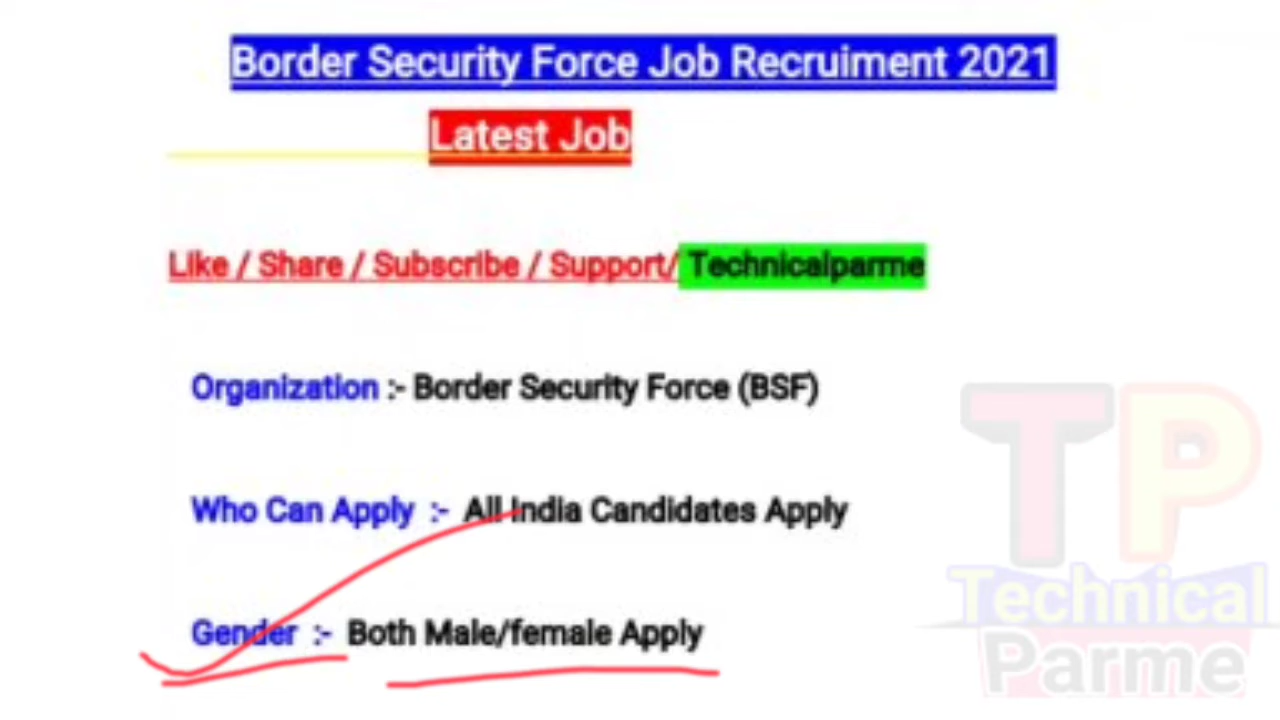 Border Security Force Job Recruiment 2021
Latest Job
Like / Share / Subscribe / Support/ Technicalparme
Organization :- Border Security Force (BSF)
Who Can Apply :- All India Candidates Apply
Gender :- Both Male/female Apply
TP
Technical
Parme